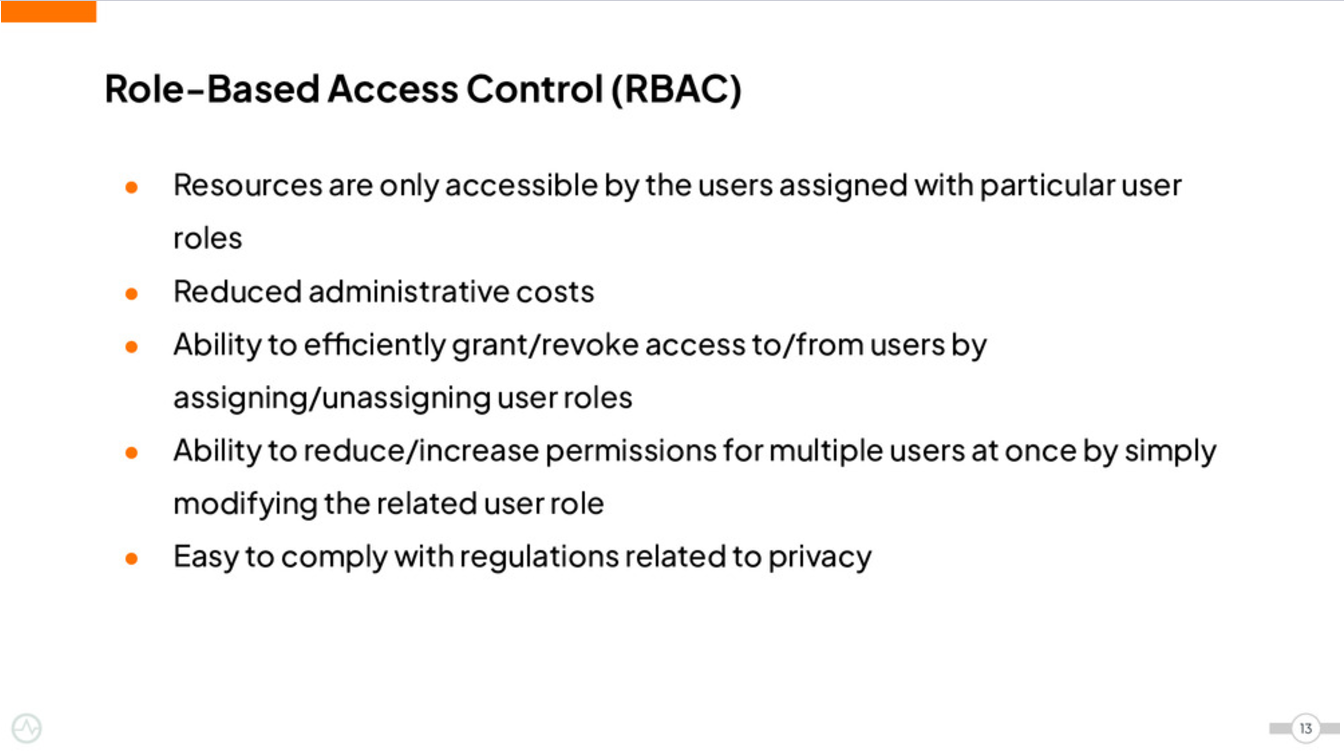 Role-Based Access Control (RBAC)
● Resources are only accessible by the users assigned with particular user
roles
● Reduced administrative costs
● Ability to efficiently grant/revoke access to/from users by
assigning/unassigning user roles
● Ability to reduce/increase permissions for multiple users at once by simply
modifying the related user role
● Easy to comply with regulations related to privacy
13